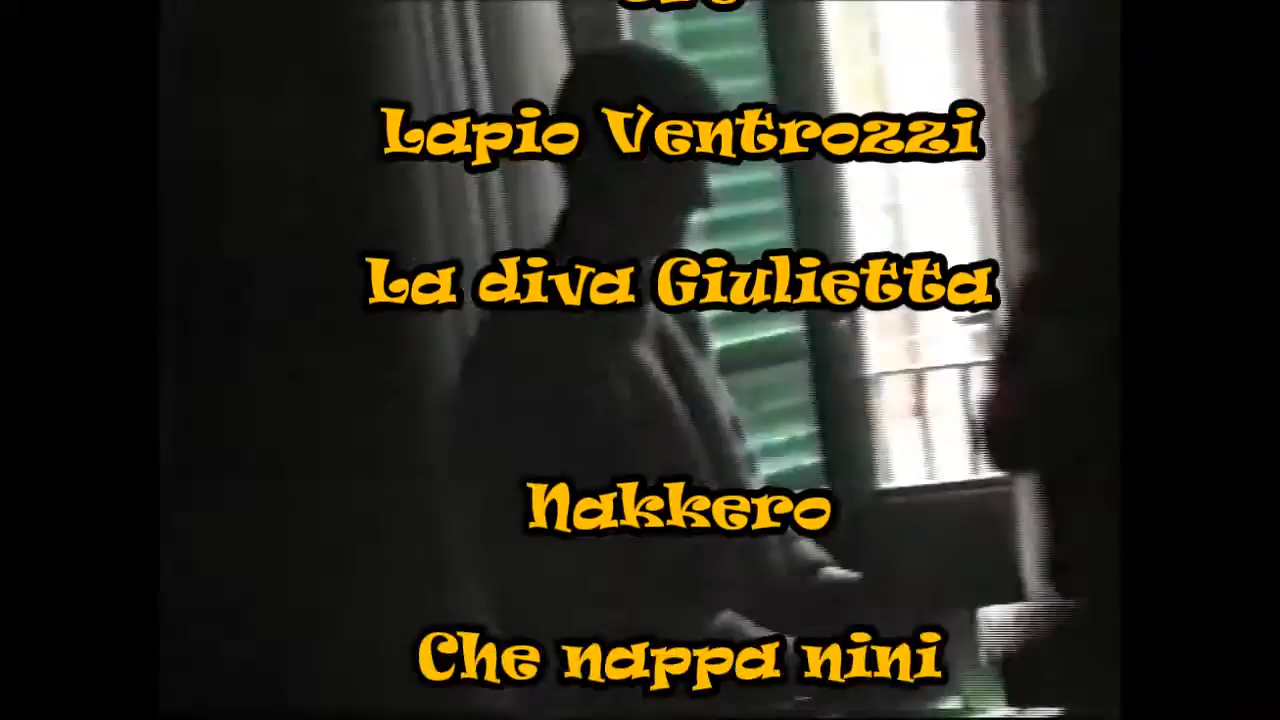 Lapio Ventrozzi
La diva Giulietta
Nakkero
Che nappa nini